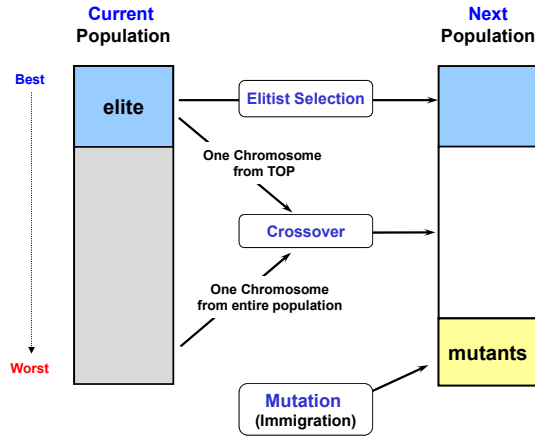 Current
Population
Next
Population
Best
elite
Elitist Selection
One Chromosome
from TOP
Crossover
One Chromosome
from entire population
Worst
mutants
Mutation
(Immigration)